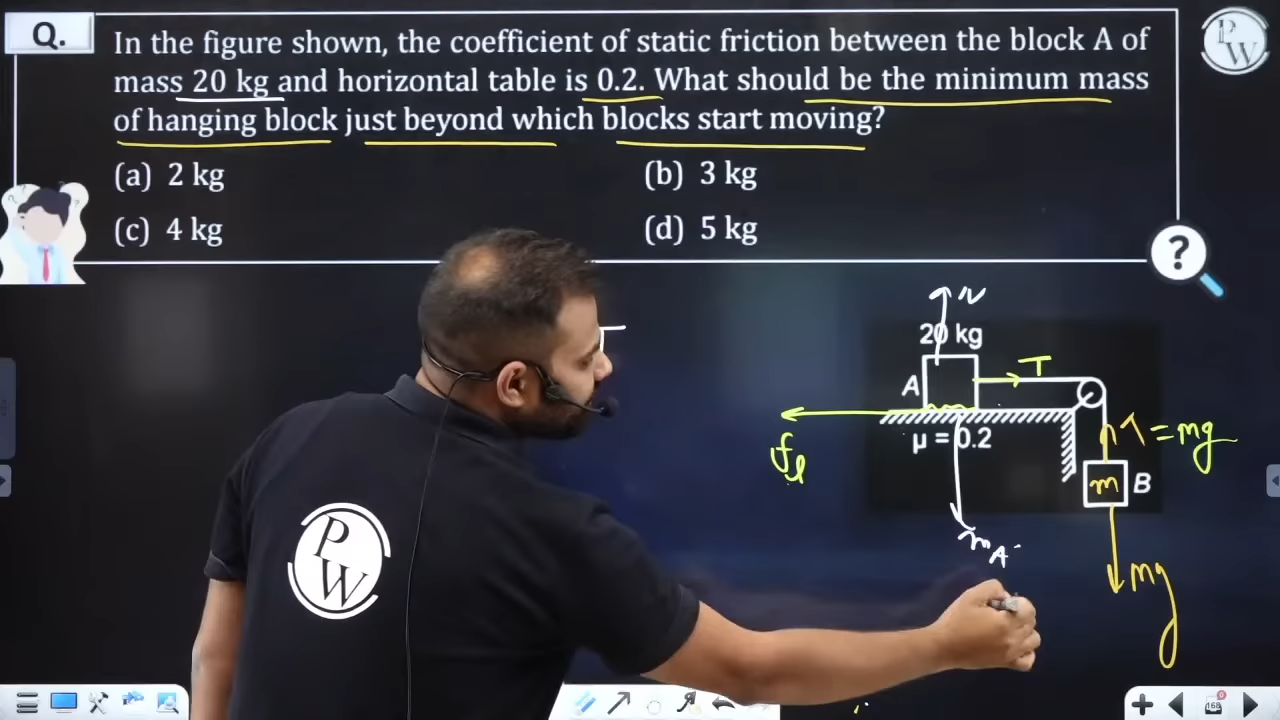 Q.
In the figure shown, the coefficient of static friction between the block A of
mass 20 kg and horizontal table is 0.2. What should be the minimum mass
of hanging block just beyond which blocks start moving?
(a) 2 kg
(b) 3 kg
(c) 4 kg
(d) 5 kg
P
W
?
N
20 kg
A
T
μ = 0.2
= mg
fl
m
B
mA
mg
P
W
168